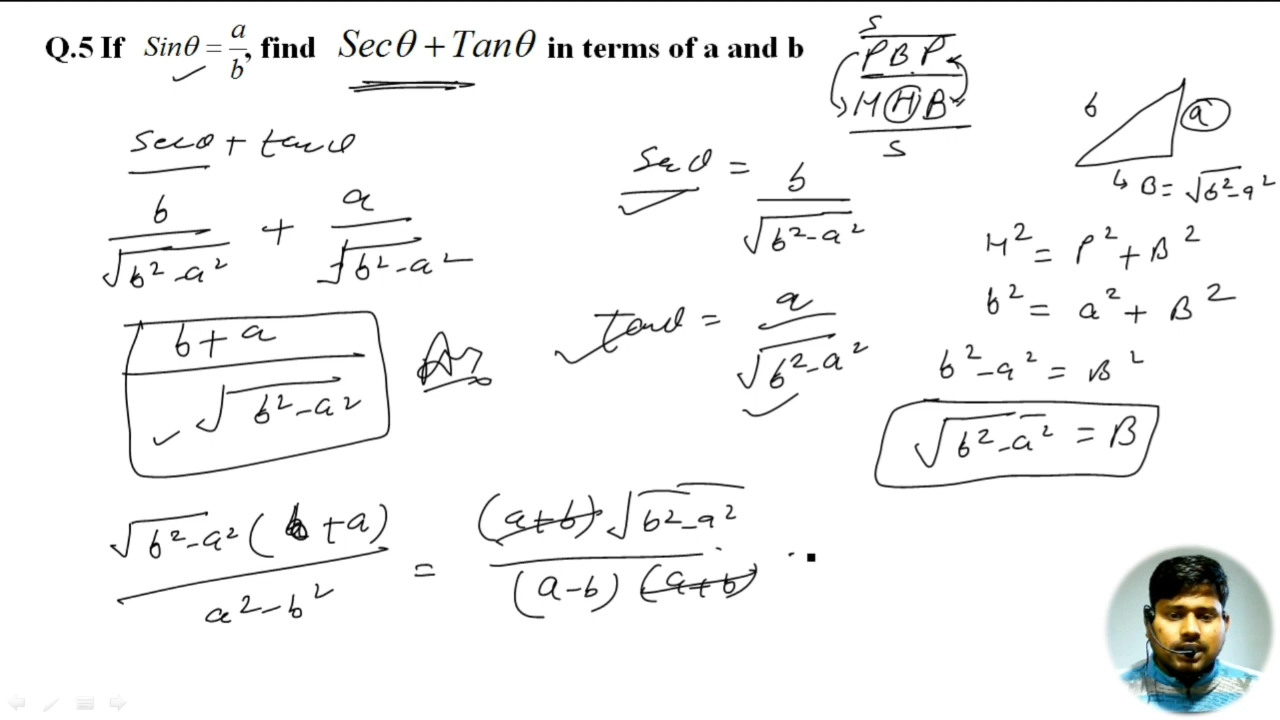 Q.5 If Sinθ = a/b, find Secθ + Tanθ in terms of a and b
S
P B P
H H B
S
secθ + tanθ
b/√b²-a² + a/√b²-a²
b+a/√b²-a² Ans
√b²-a² (b+a)/a²-b² = (a+b) √b²-a²/(a-b) (a+b)
Secθ = b/√b²-a²
tanθ = a/√b²-a²
b
a
↳ B = √b²-a²
H² = P² + B²
b² = a² + B²
b²-a² = B²
√b²-a² = B